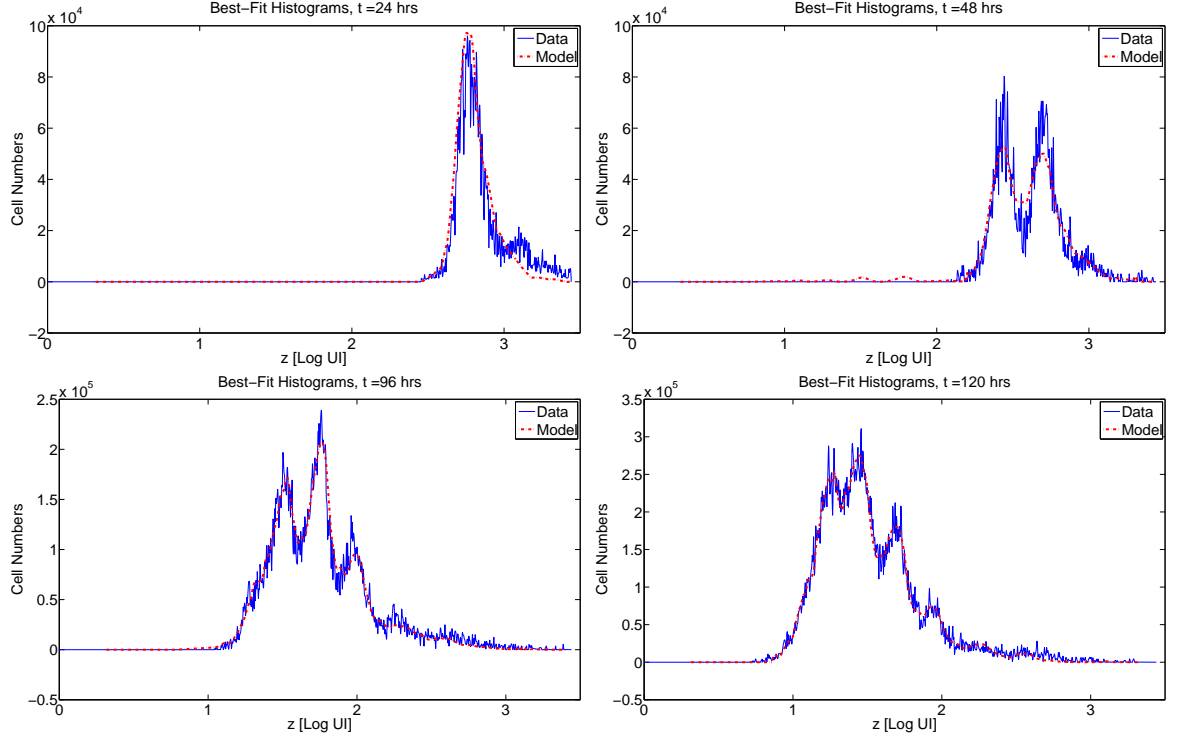 Best−Fit Histograms, t =24 hrs
x 10^4
10
8
6
4
2
0
−2
0 1 2 3
Cell Numbers
z [Log UI]
Data
Model
Best−Fit Histograms, t =48 hrs
x 10^4
10
8
6
4
2
0
−2
0 1 2 3
Cell Numbers
z [Log UI]
Data
Model
Best−Fit Histograms, t =96 hrs
x 10^5
2.5
2
1.5
1
0.5
0
−0.5
0 1 2 3
Cell Numbers
z [Log UI]
Data
Model
Best−Fit Histograms, t =120 hrs
x 10^5
3.5
3
2.5
2
1.5
1
0.5
0
−0.5
0 1 2 3
Cell Numbers
z [Log UI]
Data
Model